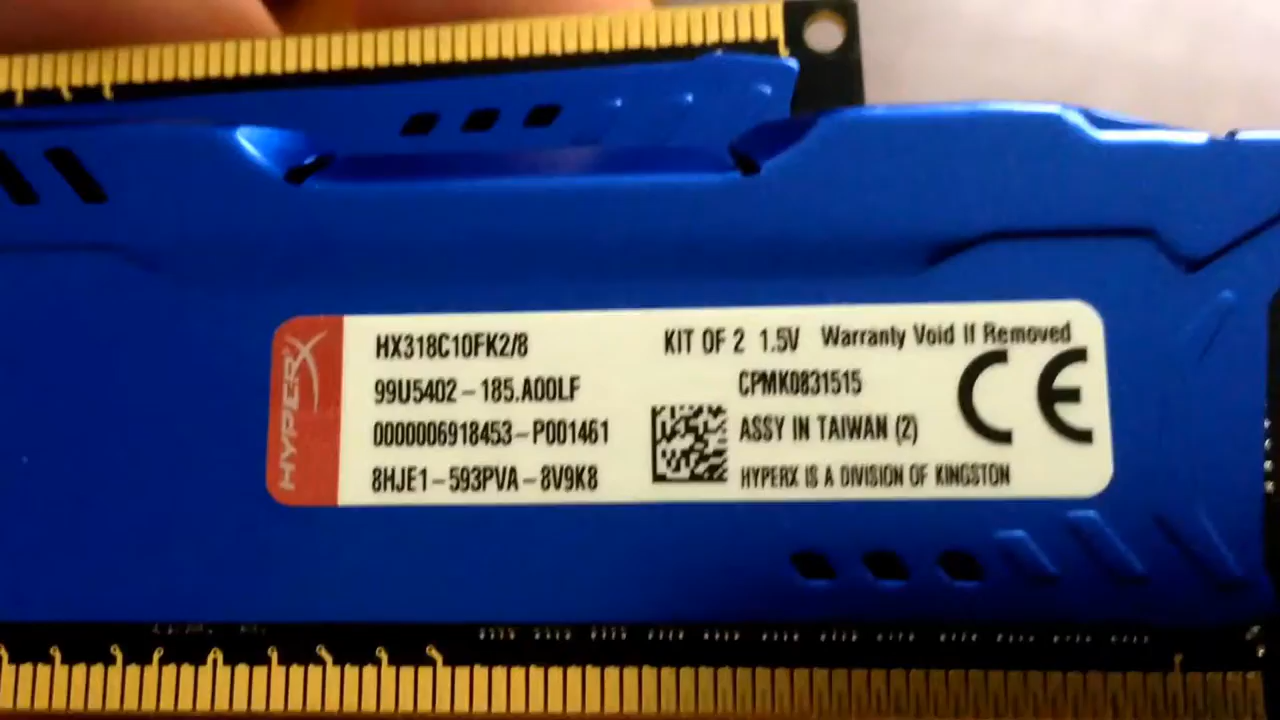 HYPERX
HX318C10FK2/8
KIT OF 2 1.5V Warranty Void If Removed
99U5402-185.A00LF
CPMK0831515
0000006918453-P001461
ASSY IN TAIWAN (2)
8HJE1-593PVA-8V9K8
HYPERX IS A DIVISION OF KINGSTON
CE